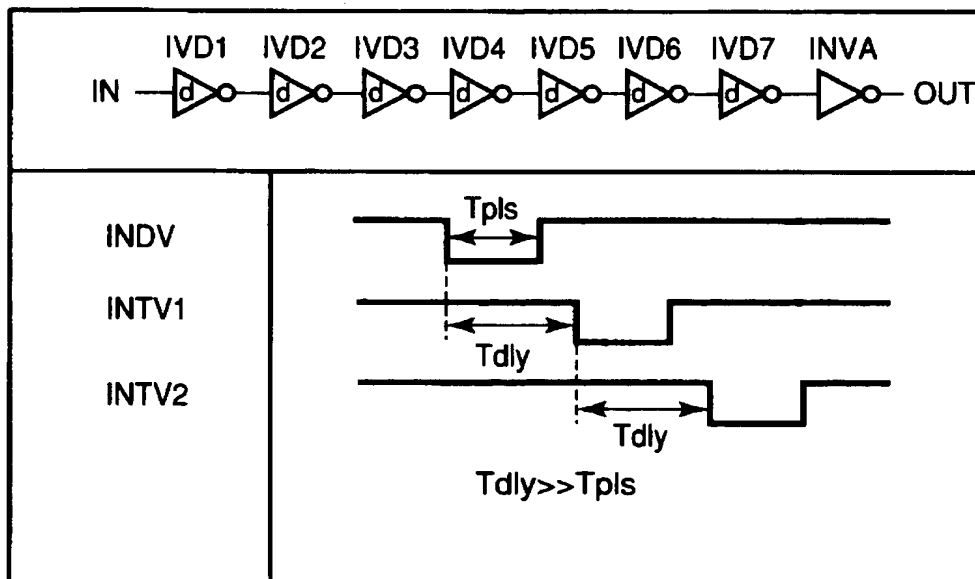 IVD1 IVD2 IVD3 IVD4 IVD5 IVD6 IVD7 INVA
IN d d d d d d d OUT
Tpls
INDV
INTV1
Tdly
INTV2
Tdly
Tdly>>Tpls